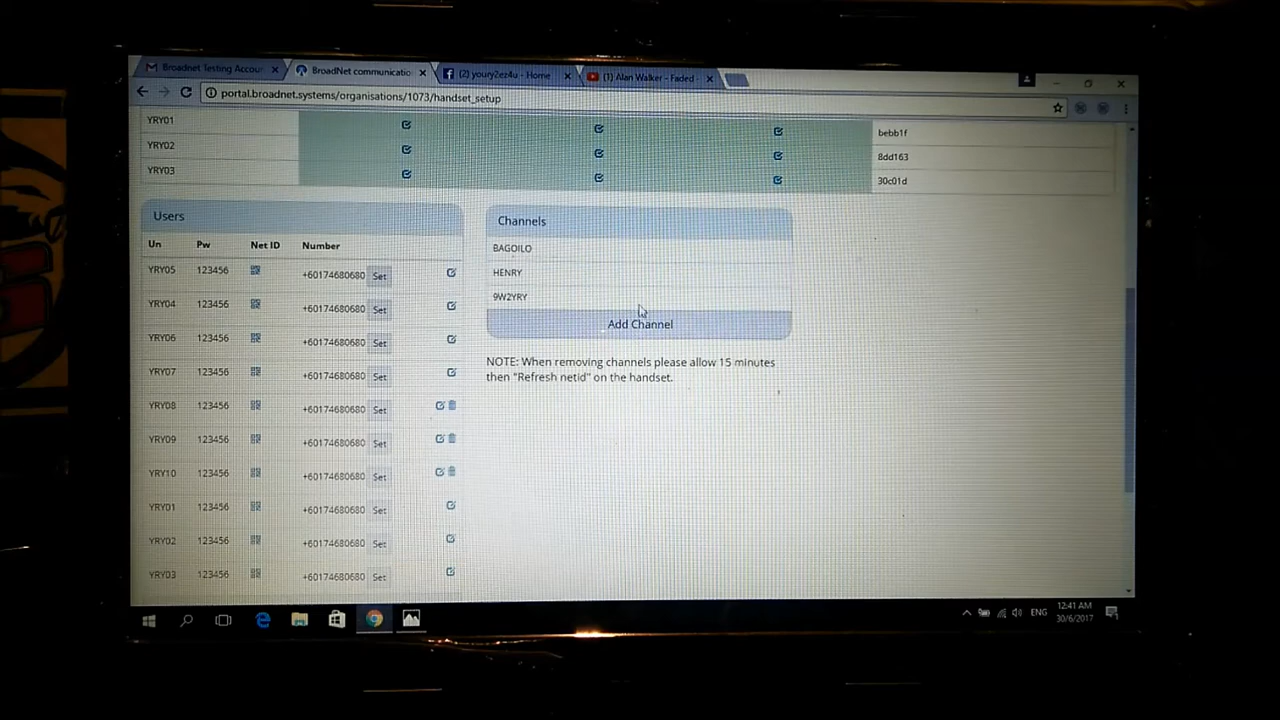 Broadnet Testing Accou
BroadNet communicatio
(2) youry2ez4u - Home
(1) Alan Walker - Faded -
portal.broadnet.systems/organisations/1073/handset_setup
YRY01 bebb1f
YRY02 8dd163
YRY03 30c01d
Users
Un Pw Net ID Number
YRY05 123456 +60174680680 Set
YRY04 123456 +60174680680 Set
YRY06 123456 +60174680680 Set
YRY07 123456 +60174680680 Set
YRY08 123456 +60174680680 Set
YRY09 123456 +60174680680 Set
YRY10 123456 +60174680680 Set
YRY01 123456 +60174680680 Set
YRY02 123456 +60174680680 Set
YRY03 123456 +60174680680 Set
Channels
BAGOILO
HENRY
9W2YRY
Add Channel
NOTE: When removing channels please allow 15 minutes
then "Refresh netid" on the handset.
ENG
12:41 AM
30/6/2017